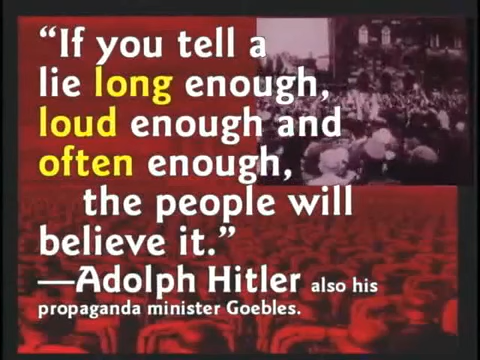 “If you tell a
lie long enough,
loud enough and
often enough,
the people will
believe it.”
—Adolph Hitler also his
propaganda minister Goebles.